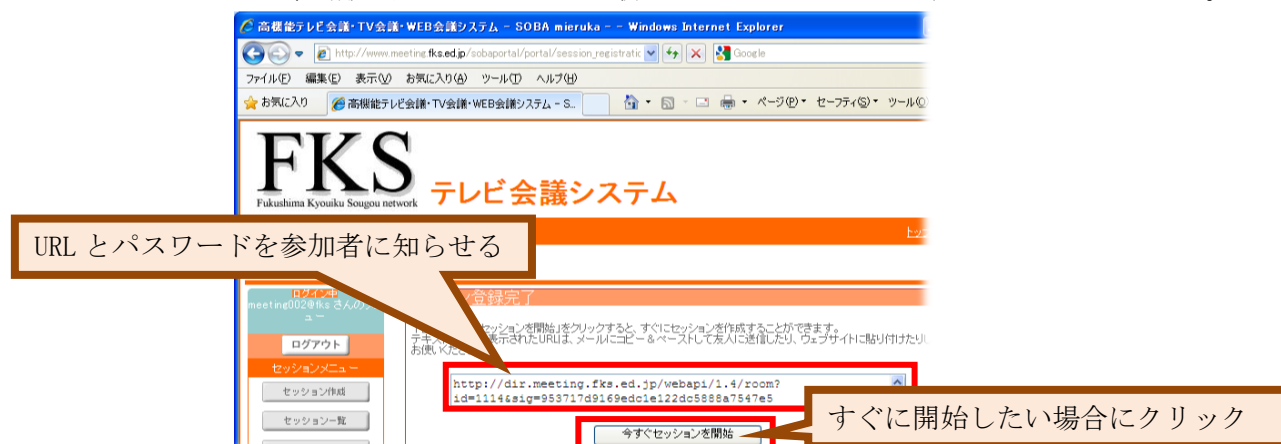 高機能テレビ会議・TV会議・WEB会議システム - SOBA mieruka - - Windows Internet Explorer
http://www.meeting.fks.ed.jp/sobaportal/portal/session_registratic
Google
ファイル(F) 編集(E) 表示(V) お気に入り(A) ツール(T) ヘルプ(H)
お気に入り 高機能テレビ会議・TV会議・WEB会議システム - S... ページ(P) セーフティ(S) ツール(O)
FKS
Fukushima Kyouiku Sougou network
テレビ会議システム
URL とパスワードを参加者に知らせる
ログイン中
meeting002@fks さんの
ュー
登録完了
セッションを開始」をクリックすると、すぐにセッションを作成することができます。
表示されたURLは、メールにコピー＆ペーストして友人に送信したり、ウェブサイトに貼り付けたり
お使いくだ
ログアウト
セッションメニュー
セッション作成
セッション一覧
http://dir.meeting.fks.ed.jp/webapi/1.4/room?
id=1114&sig=953717d9169edc1e122dc5888a7547e5
すぐに開始したい場合にクリック
今すぐセッションを開始